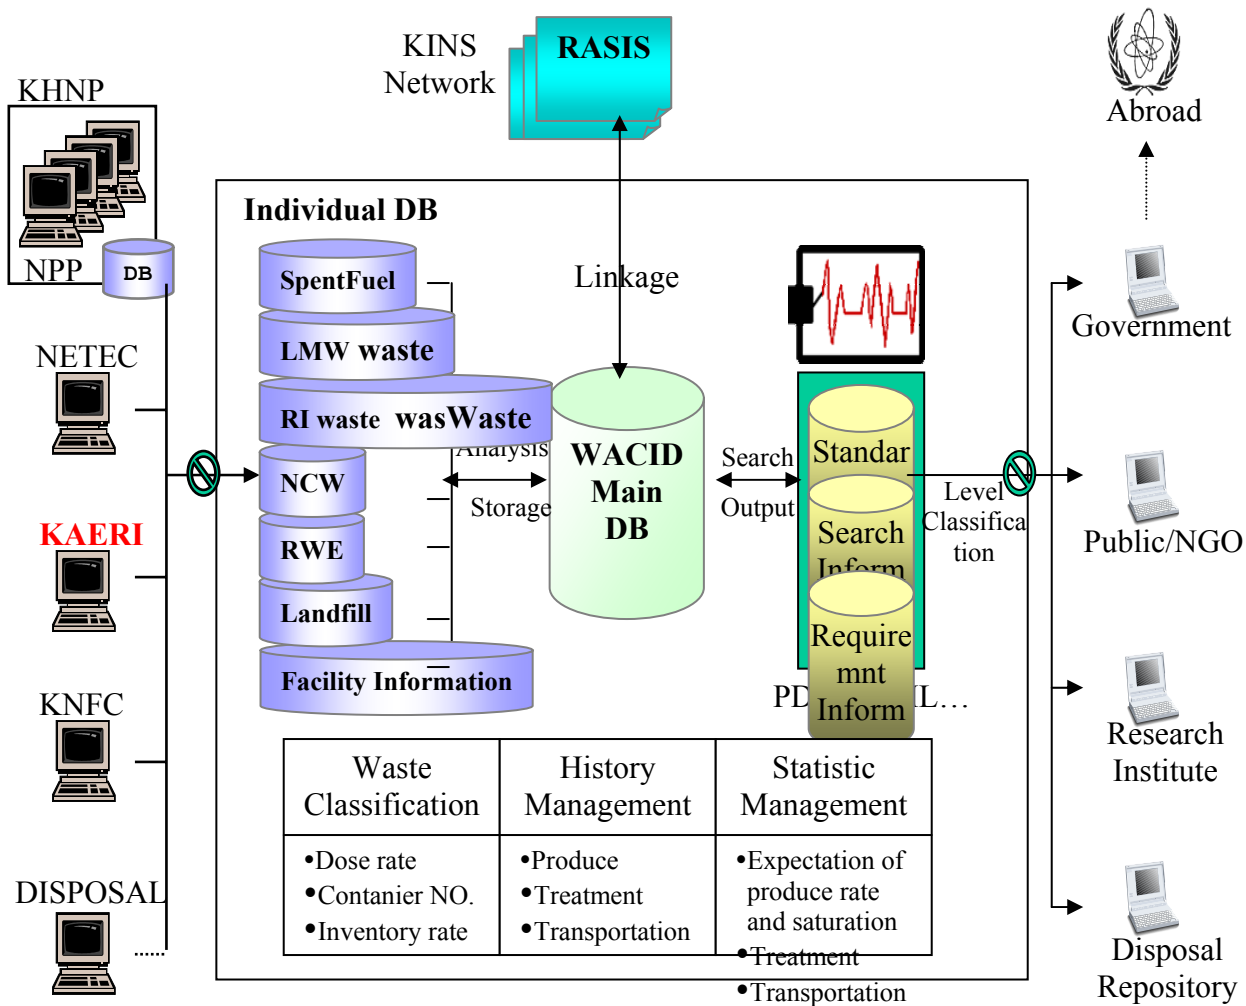 KINS
Network
RASIS
Abroad
KHNP
NPP
DB
Individual DB
SpentFuel
LMW waste
RI waste wasWaste
NCW
RWE
Landfill
Facility Information
Linkage
Analysis
Storage
WACID
Main
DB
Search
Output
Standar
Search
Inform
Require
mnt
Inform
Level
Classifica
tion
NETEC
KAERI
KNFC
DISPOSAL
Government
Public/NGO
Research
Institute
Disposal
Repository
Waste
Classification
•Dose rate
•Contanier NO.
•Inventory rate
History
Management
•Produce
•Treatment
•Transportation
Statistic
Management
•Expectation of
produce rate
and saturation
•Treatment
•Transportation